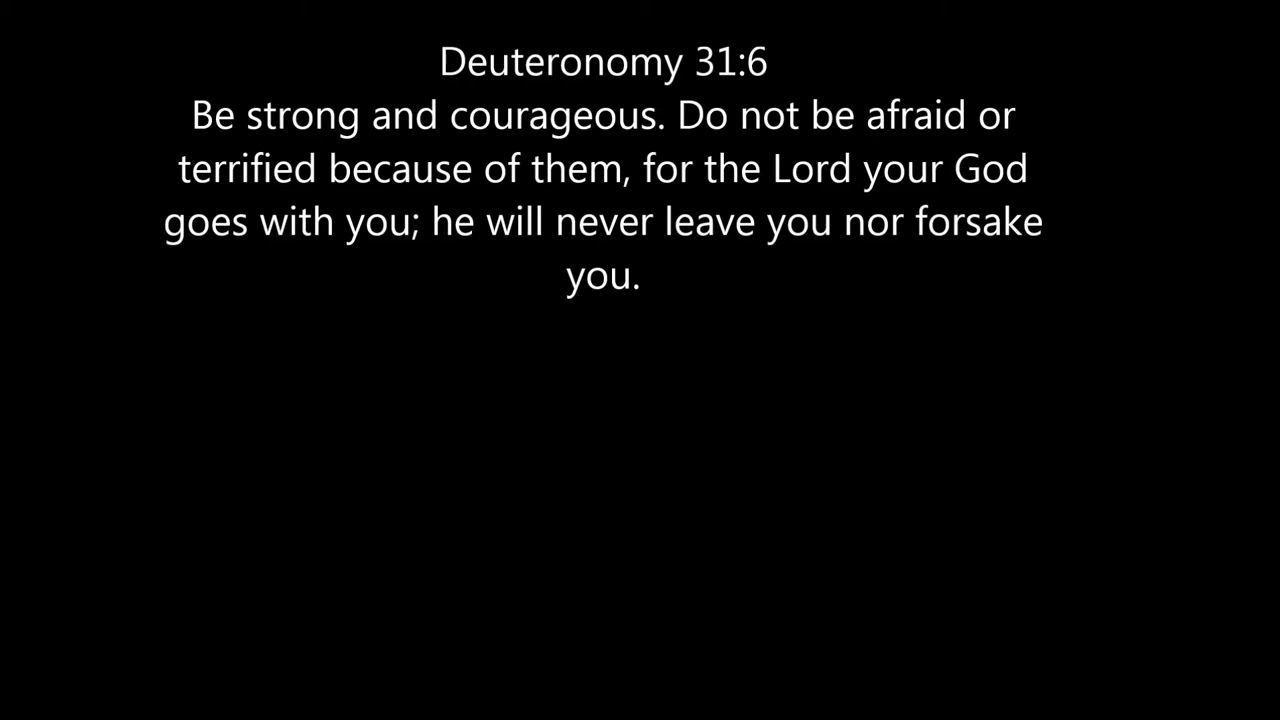 Deuteronomy 31:6
Be strong and courageous. Do not be afraid or
terrified because of them, for the Lord your God
goes with you; he will never leave you nor forsake
you.